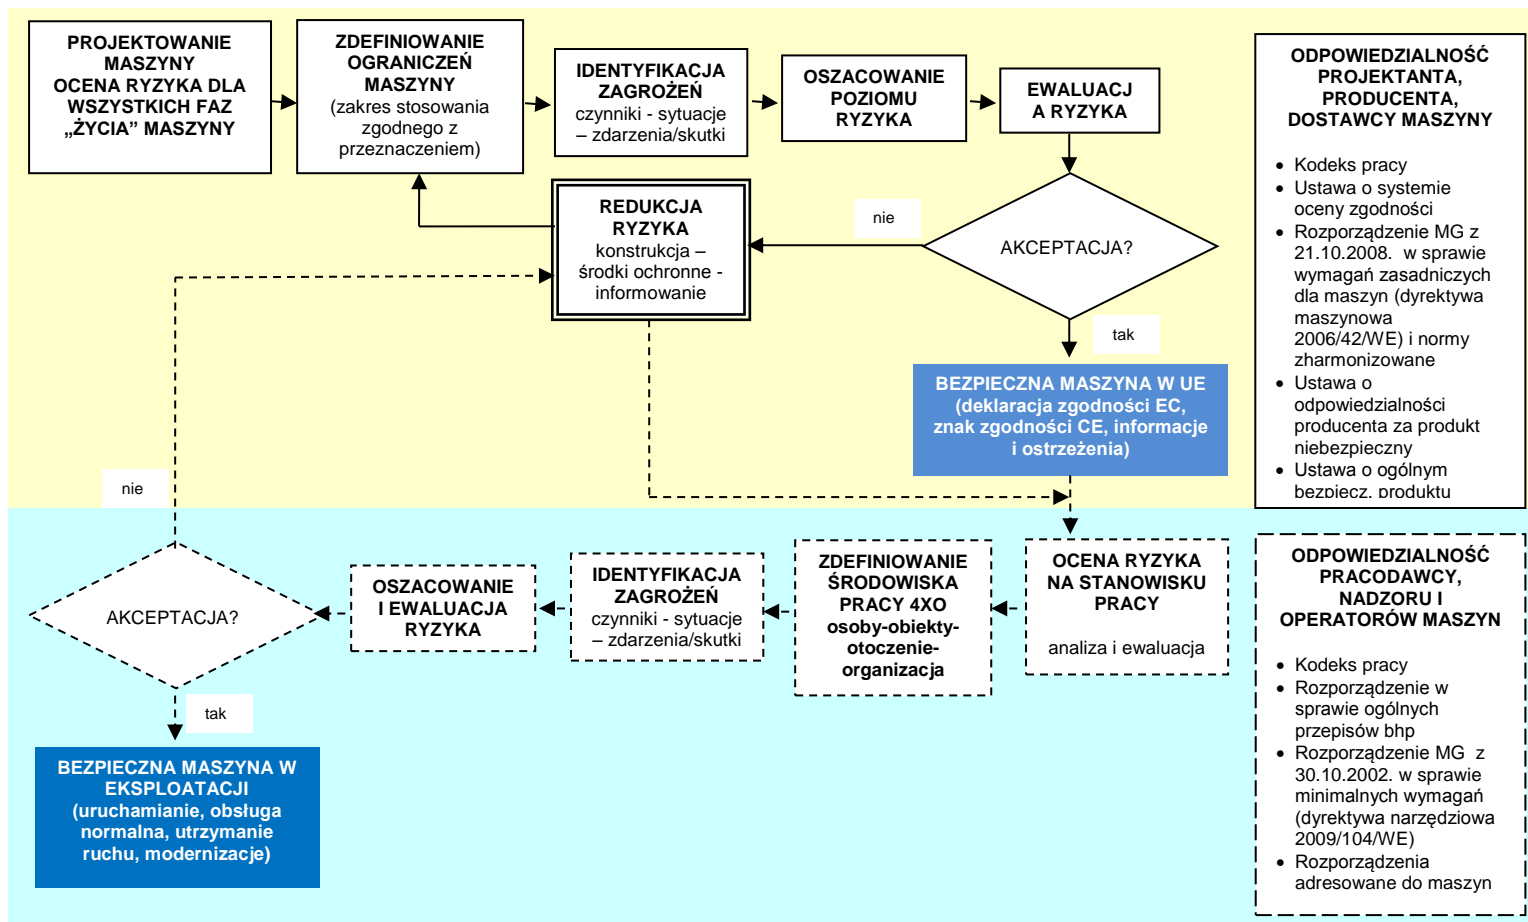 PROJEKTOWANIE
MASZYNY
OCENA RYZYKA DLA
WSZYSTKICH FAZ
„ŻYCIA” MASZYNY
ZDEFINIOWANIE
OGRANICZEŃ
MASZYNY
(zakres stosowania
zgodnego z
przeznaczeniem)
IDENTYFIKACJA
ZAGROŻEŃ
czynniki - sytuacje
– zdarzenia/skutki
OSZACOWANIE
POZIOMU
RYZYKA
EWALUACJ
A RYZYKA
AKCEPTACJA?
nie
REDUKCJA
RYZYKA
konstrukcja –
środki ochronne -
informowanie
tak
BEZPIECZNA MASZYNA W UE
(deklaracja zgodności EC,
znak zgodności CE, informacje
i ostrzeżenia)
ODPOWIEDZIALNOŚĆ
PROJEKTANTA,
PRODUCENTA,
DOSTAWCY MASZYNY
• Kodeks pracy
• Ustawa o systemie
oceny zgodności
• Rozporządzenie MG z
21.10.2008. w sprawie
wymagań zasadniczych
dla maszyn (dyrektywa
maszynowa
2006/42/WE) i normy
zharmonizowane
• Ustawa o
odpowiedzialności
producenta za produkt
niebezpieczny
• Ustawa o ogólnym
bezpiecz. produktu
nie
OCENA RYZYKA
NA STANOWISKU
PRACY
analiza i ewaluacja
ZDEFINIOWANIE
ŚRODOWISKA
PRACY 4XO
osoby-obiekty-
otoczenie-
organizacja
IDENTYFIKACJA
ZAGROŻEŃ
czynniki - sytuacje
– zdarzenia/skutki
OSZACOWANIE
I EWALUACJA
RYZYKA
AKCEPTACJA?
tak
BEZPIECZNA MASZYNA W
EKSPLOATACJI
(uruchamianie, obsługa
normalna, utrzymanie
ruchu, modernizacje)
ODPOWIEDZIALNOŚĆ
PRACODAWCY,
NADZORU I
OPERATORÓW MASZYN
• Kodeks pracy
• Rozporządzenie w
sprawie ogólnych
przepisów bhp
• Rozporządzenie MG z
30.10.2002. w sprawie
minimalnych wymagań
(dyrektywa narzędziowa
2009/104/WE)
• Rozporządzenia
adresowane do maszyn